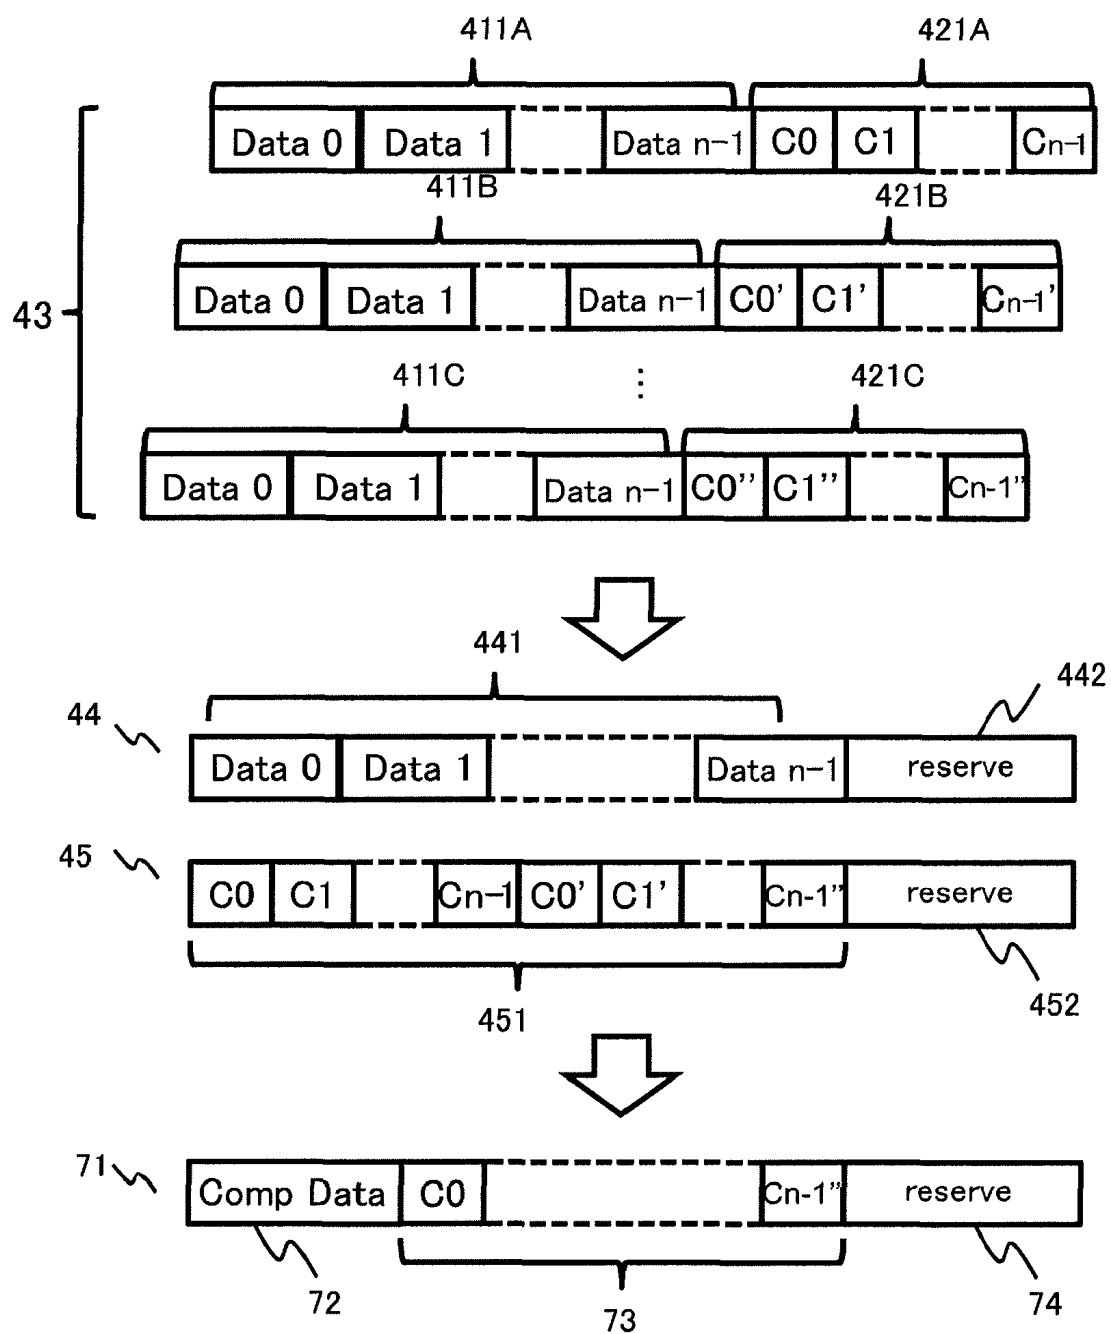 411A 421A
Data 0 Data 1 Data n-1 C0 C1 Cn-1
411B 421B
43 Data 0 Data 1 Data n-1 C0' C1' Cn-1'
411C ⋮ 421C
Data 0 Data 1 Data n-1 C0'' C1'' Cn-1''
441 442
44 Data 0 Data 1 Data n-1 reserve
45 C0 C1 Cn-1 C0' C1' Cn-1'' reserve
451 452
71 Comp Data C0 Cn-1'' reserve
72 73 74